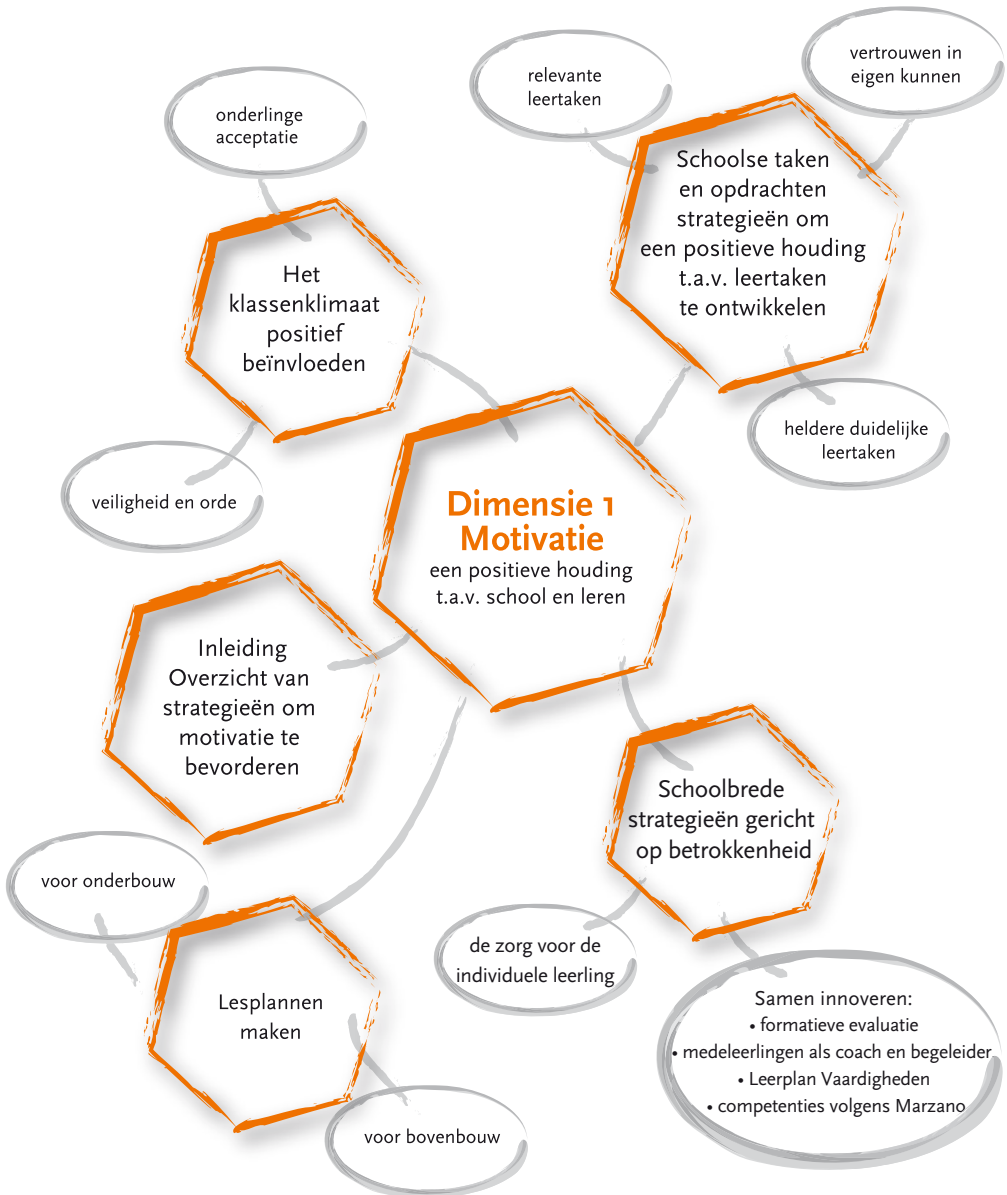 vertrouwen in
eigen kunnen
relevante
leertaken
onderlinge
acceptatie
Schoolse taken
en opdrachten
strategieën om
een positieve houding
t.a.v. leertaken
te ontwikkelen
Het
klassenklimaat
positief
beïnvloeden
heldere duidelijke
leertaken
veiligheid en orde
Dimensie 1
Motivatie
een positieve houding
t.a.v. school en leren
Inleiding
Overzicht van
strategieën om
motivatie te
bevorderen
Schoolbrede
strategieën gericht
op betrokkenheid
voor onderbouw
de zorg voor de
individuele leerling
Lesplannen
maken
Samen innoveren:
• formatieve evaluatie
• medeleerlingen als coach en begeleider
• Leerplan Vaardigheden
• competenties volgens Marzano
voor bovenbouw